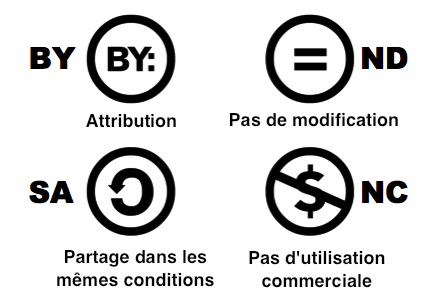 BY BY: = ND
Attribution Pas de modification
SA $ NC
Partage dans les Pas d'utilisation
mêmes conditions commerciale